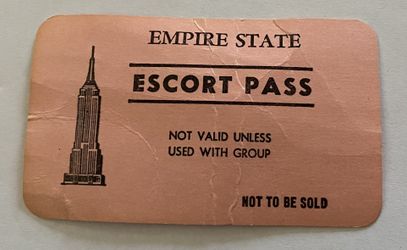 EMPIRE STATE
ESCORT PASS
NOT VALID UNLESS
USED WITH GROUP
NOT TO BE SOLD